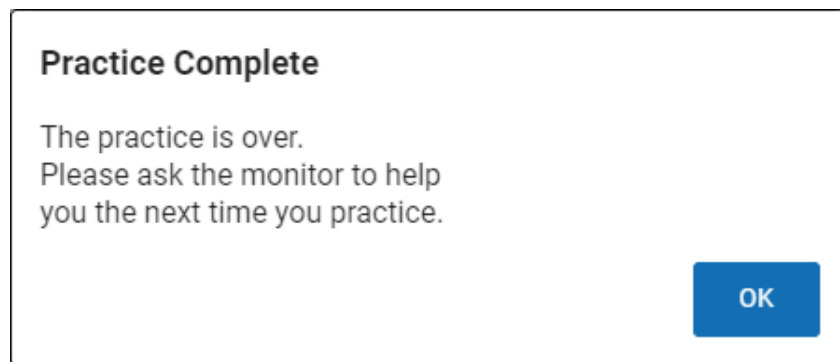 Practice Complete
The practice is over.
Please ask the monitor to help
you the next time you practice.
OK